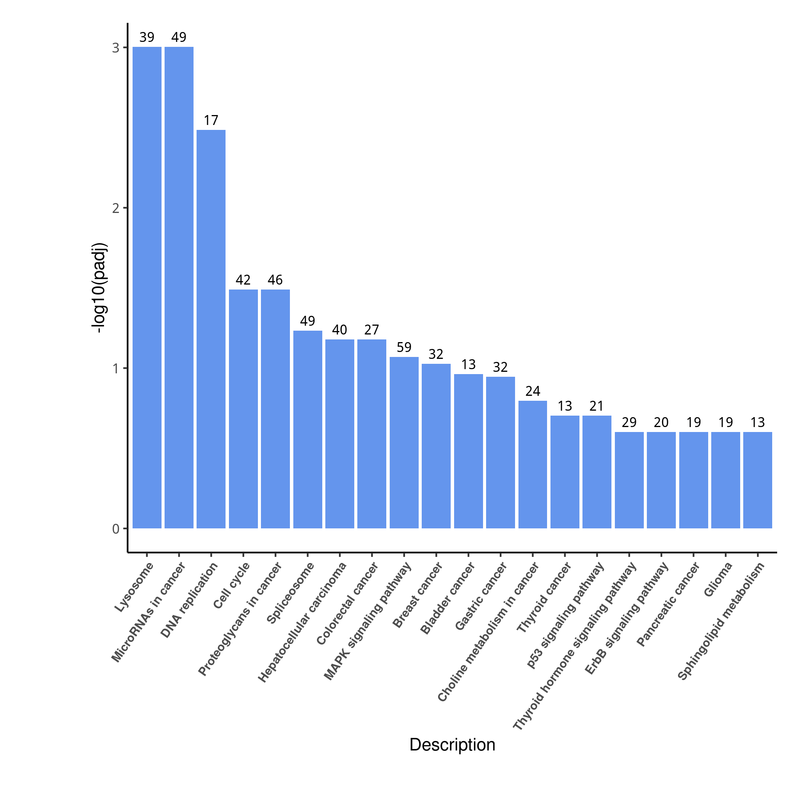 39
49
17
42
46
49
40
27
59
32
13
32
24
13
21
29
20
19
19
13
3
2
1
0
-log10(padj)
Lysosome
MicroRNAs in cancer
DNA replication
Cell cycle
Proteoglycans in cancer
Spliceosome
Hepatocellular carcinoma
Colorectal cancer
MAPK signaling pathway
Breast cancer
Bladder cancer
Gastric cancer
Choline metabolism in cancer
Thyroid cancer
p53 signaling pathway
Thyroid hormone signaling pathway
ErbB signaling pathway
Pancreatic cancer
Glioma
Sphingolipid metabolism
Description